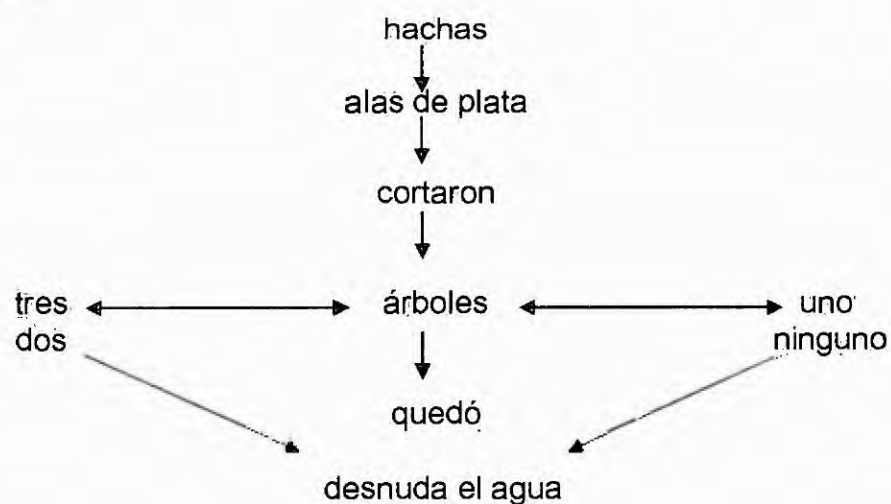 hachas
alas de plata
cortaron
tres árboles uno
dos ninguno
quedó
desnuda el agua